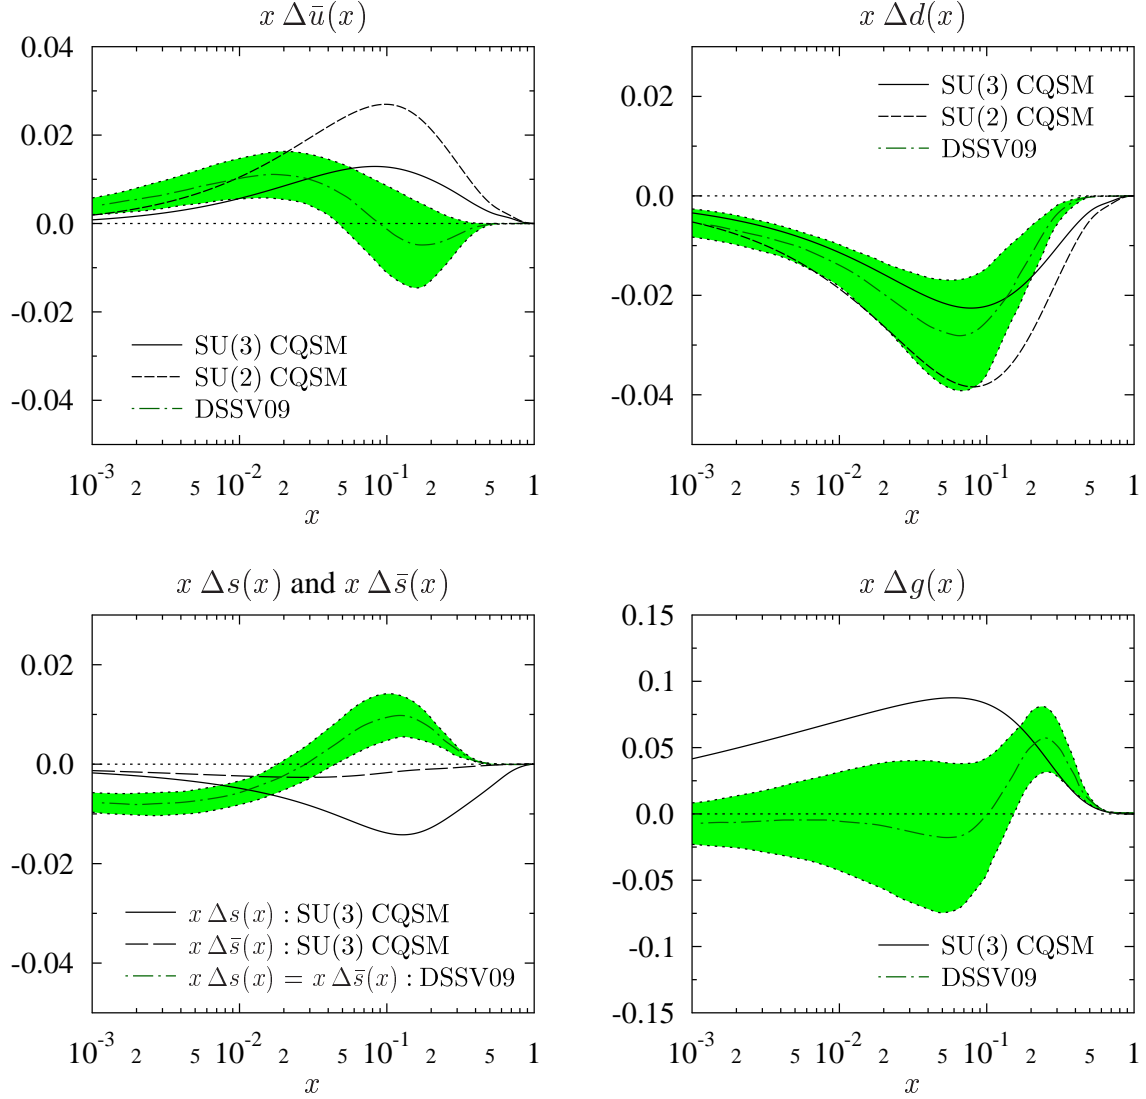 x Δū(x)
0.04
0.02
0.0
-0.02
-0.04
SU(3) CQSM
SU(2) CQSM
DSSV09
10⁻³ 2 5 10⁻² 2 5 10⁻¹ 2 5 1
x
x Δd(x)
0.02
0.0
-0.02
-0.04
SU(3) CQSM
SU(2) CQSM
DSSV09
10⁻³ 2 5 10⁻² 2 5 10⁻¹ 2 5 1
x
x Δs(x) and x Δs̄(x)
0.02
0.0
-0.02
-0.04
x Δs(x) : SU(3) CQSM
x Δs̄(x) : SU(3) CQSM
x Δs(x) = x Δs̄(x) : DSSV09
10⁻³ 2 5 10⁻² 2 5 10⁻¹ 2 5 1
x
x Δg(x)
0.15
0.1
0.05
0.0
-0.05
-0.1
-0.15
SU(3) CQSM
DSSV09
10⁻³ 2 5 10⁻² 2 5 10⁻¹ 2 5 1
x